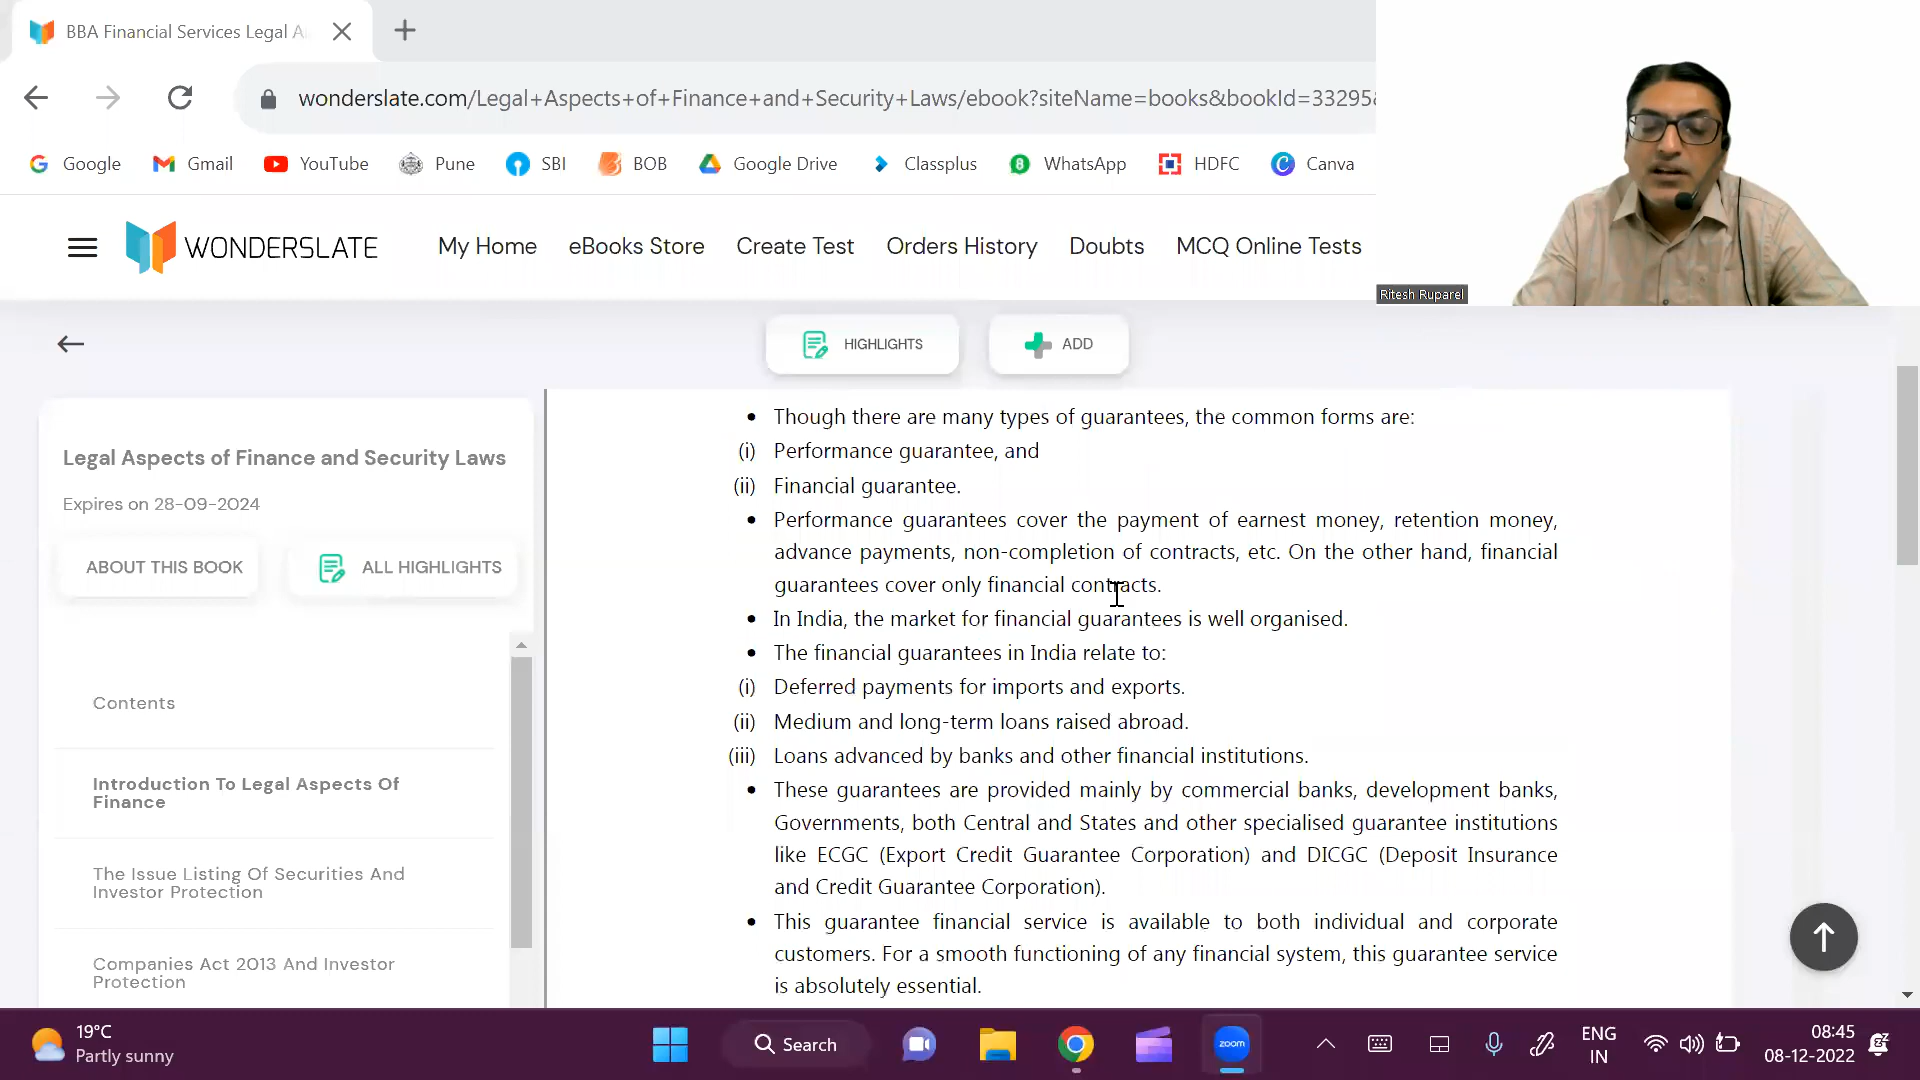 BBA Financial Services Legal A
wonderslate.com/Legal+Aspects+of+Finance+and+Security+Laws/ebook?siteName=books&bookId=33295
Google Gmail YouTube Pune SBI BOB Google Drive Classplus 8 WhatsApp HDFC Canva
WONDERSLATE My Home eBooks Store Create Test Orders History Doubts MCQ Online Tests
Ritesh Ruparel
HIGHLIGHTS ADD
Legal Aspects of Finance and Security Laws
Expires on 28-09-2024
ABOUT THIS BOOK ALL HIGHLIGHTS
Contents
Introduction To Legal Aspects Of
Finance
The Issue Listing Of Securities And
Investor Protection
Companies Act 2013 And Investor
Protection
• Though there are many types of guarantees, the common forms are:
(i) Performance guarantee, and
(ii) Financial guarantee.
• Performance guarantees cover the payment of earnest money, retention money,
advance payments, non-completion of contracts, etc. On the other hand, financial
guarantees cover only financial contracts.
• In India, the market for financial guarantees is well organised.
• The financial guarantees in India relate to:
(i) Deferred payments for imports and exports.
(ii) Medium and long-term loans raised abroad.
(iii) Loans advanced by banks and other financial institutions.
• These guarantees are provided mainly by commercial banks, development banks,
Governments, both Central and States and other specialised guarantee institutions
like ECGC (Export Credit Guarantee Corporation) and DICGC (Deposit Insurance
and Credit Guarantee Corporation).
• This guarantee financial service is available to both individual and corporate
customers. For a smooth functioning of any financial system, this guarantee service
is absolutely essential.
19°C
Partly sunny
Search
zoom
ENG
IN
08:45
08-12-2022